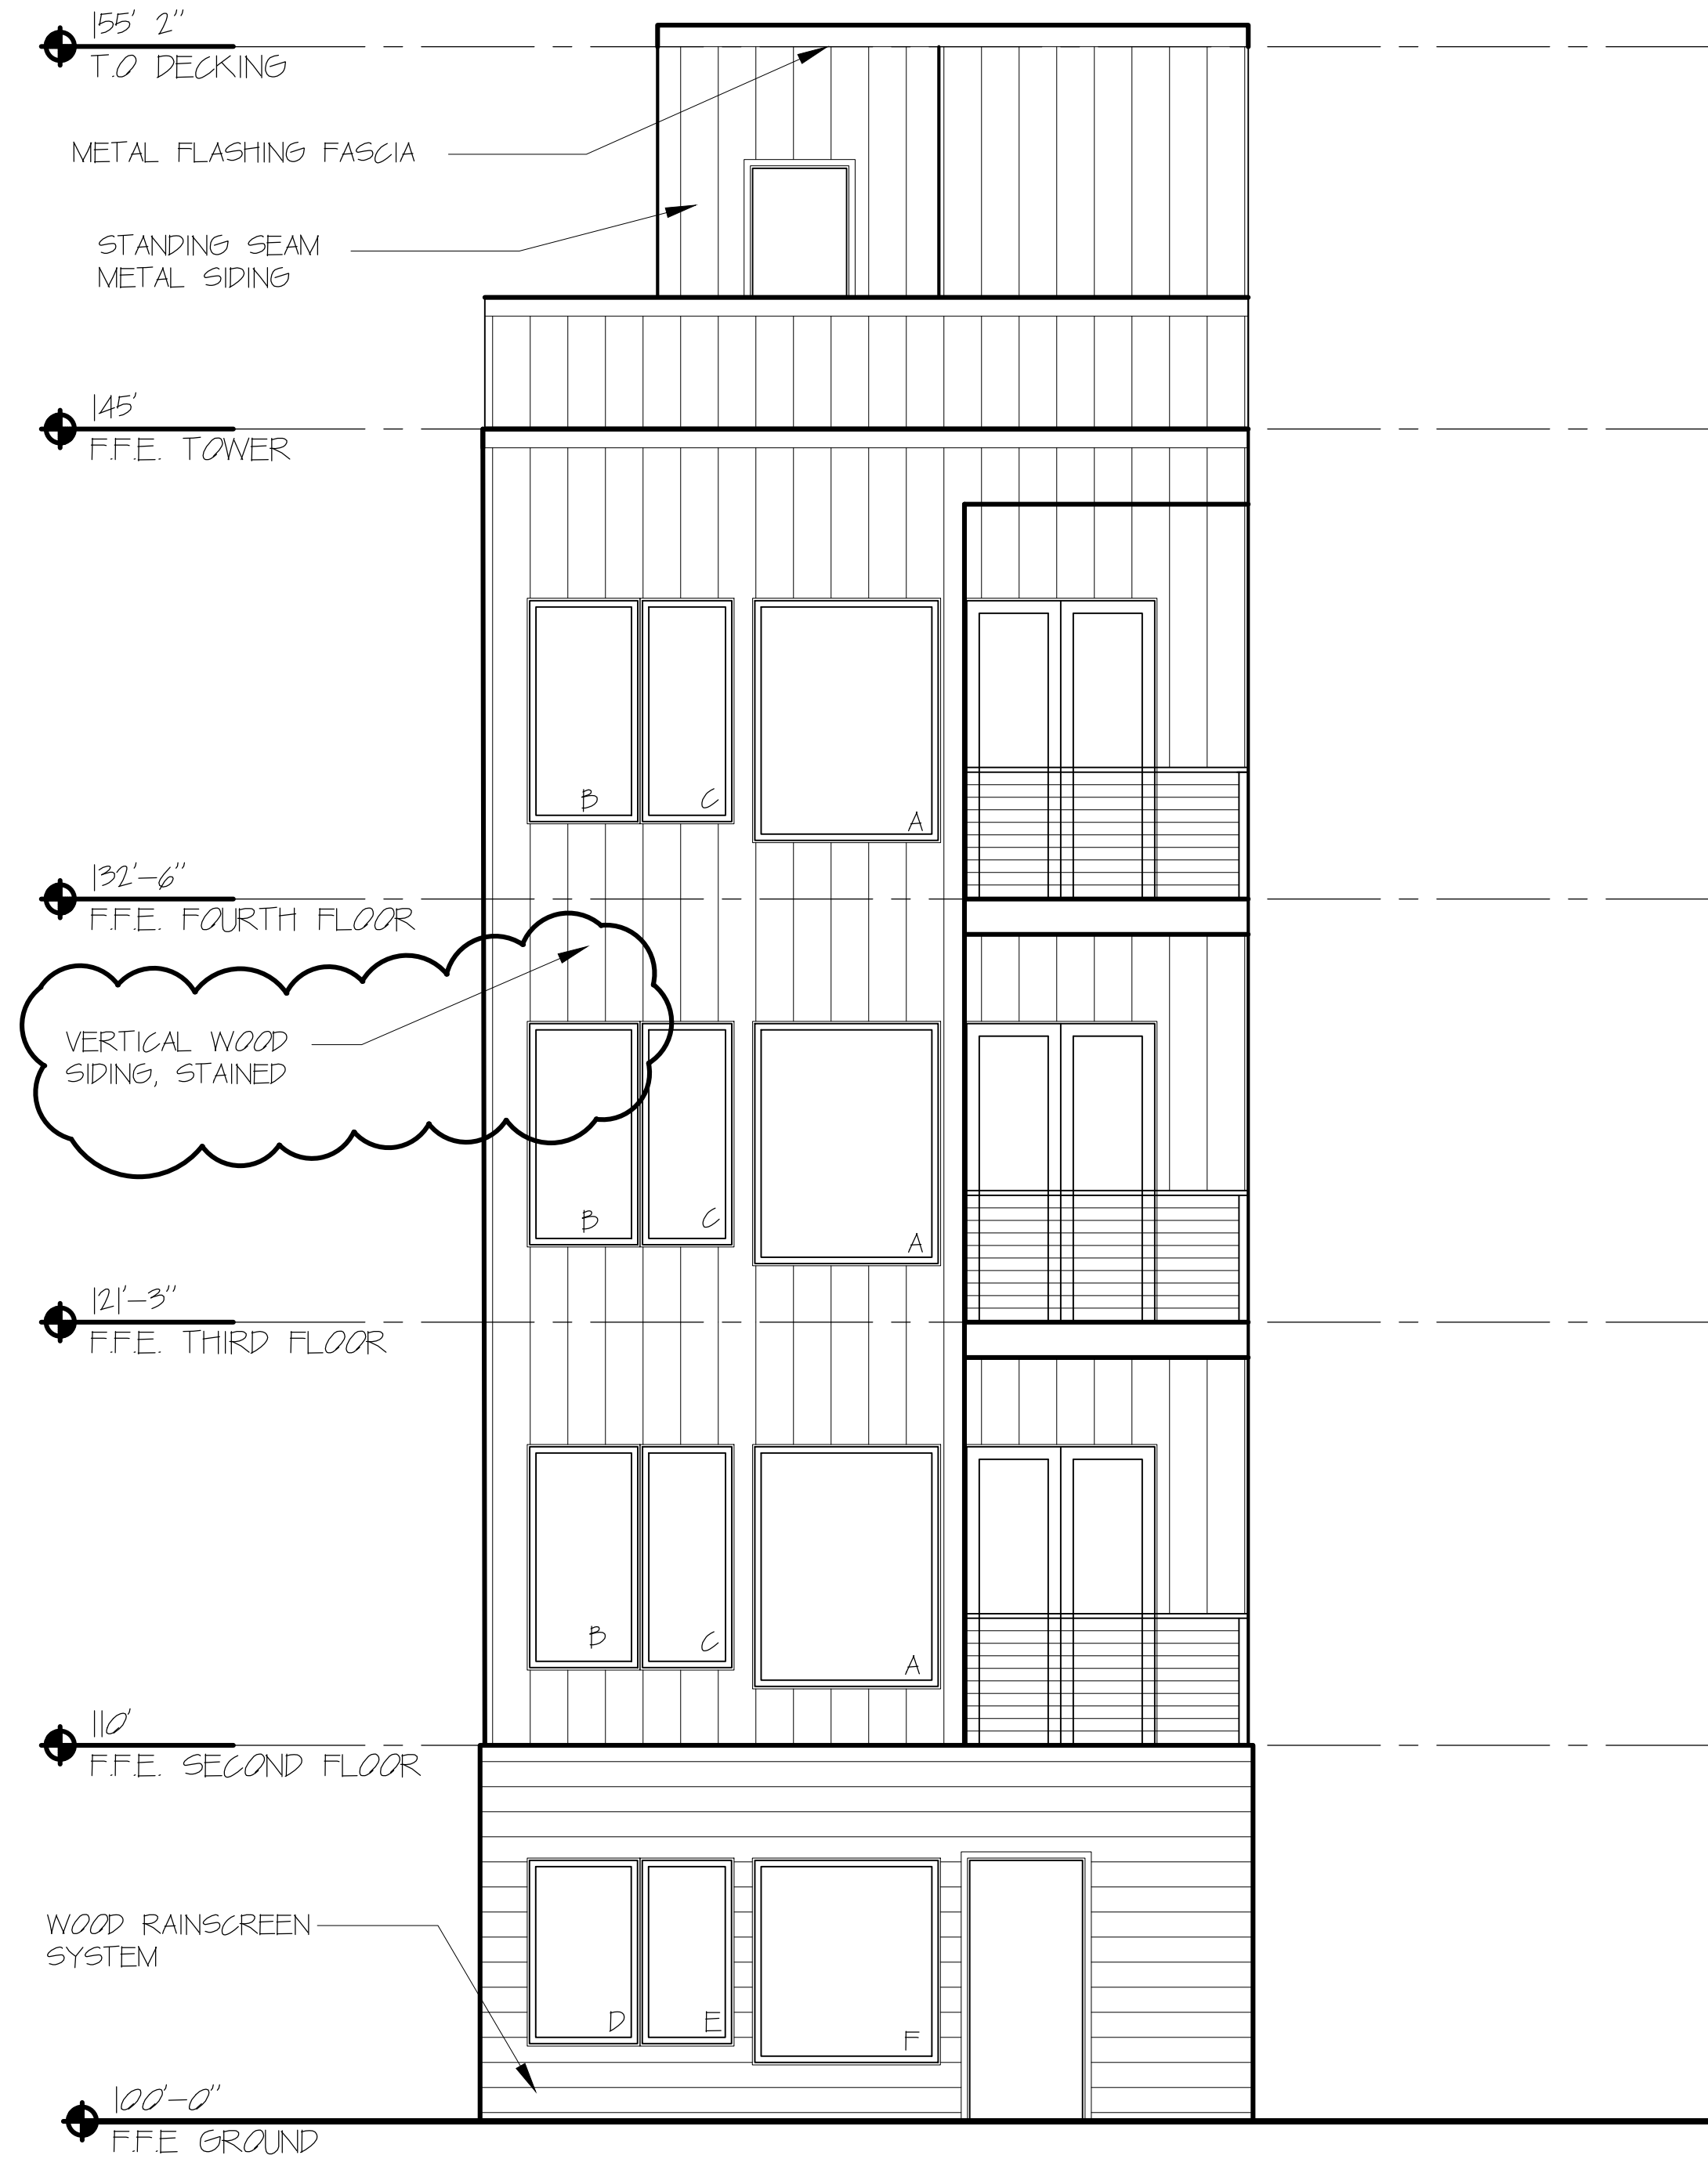 155' 2"
T.O DECKING
METAL FLASHING FASCIA
STANDING SEAM
METAL SIDING
145'
F.F.E. TOWER
B
C
A
132'-6"
F.F.E. FOURTH FLOOR
VERTICAL WOOD
SIDING, STAINED
B
C
A
121'-3"
F.F.E. THIRD FLOOR
B
C
A
110'
F.F.E. SECOND FLOOR
WOOD RAINSCREEN
SYSTEM
D
E
F
100'-0"
F.F.E GROUND